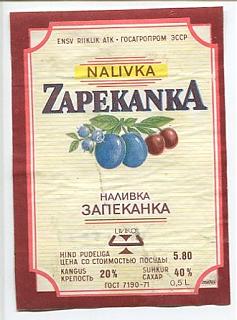 ENSV RIIKLIK ATK • ГОСАГРОПРОМ ЭССР
NALIVKA
ZAPEKANKA
НАЛИВКА
ЗАПЕКАНКА
LIVIKO
HIND PUDELIGA
ЦЕНА СО СТОИМОСТЬЮ ПОСУДЫ 5.80
KANGUS
КРЕПОСТЬ 20%
SUHKUR
САХАР 40%
ГОСТ 7190-71 0,5 L